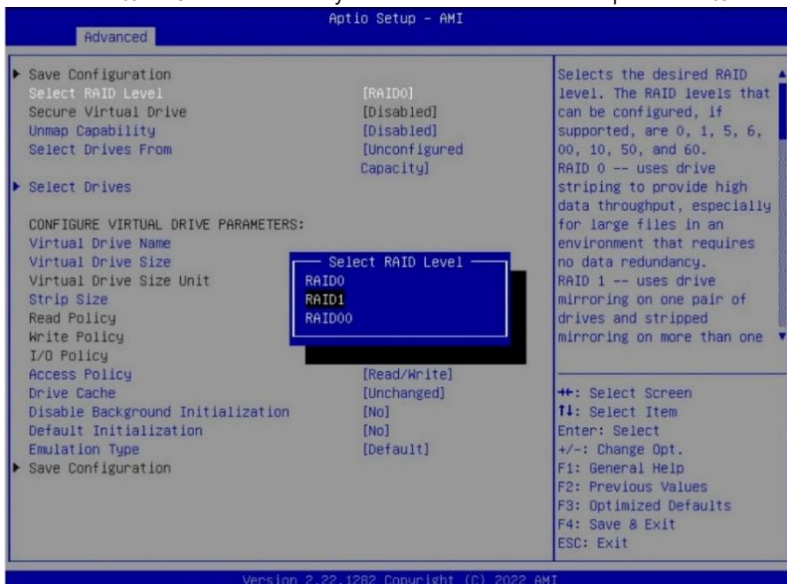 Aptio Setup - AMI
Advanced
Save Configuration
Select RAID Level [RAID0]
Secure Virtual Drive [Disabled]
Unmap Capability [Disabled]
Select Drives From [Unconfigured
Capacity]
Select Drives
CONFIGURE VIRTUAL DRIVE PARAMETERS:
Virtual Drive Name
Virtual Drive Size
Virtual Drive Size Unit
Strip Size
Read Policy
Write Policy
I/O Policy
Access Policy [Read/Write]
Drive Cache [Unchanged]
Disable Background Initialization [No]
Default Initialization [No]
Emulation Type [Default]
Save Configuration
Select RAID Level
RAID0
RAID1
RAID00
Selects the desired RAID
level. The RAID levels that
can be configured, if
supported, are 0, 1, 5, 6,
00, 10, 50, and 60.
RAID 0 -- uses drive
striping to provide high
data throughput, especially
for large files in an
environment that requires
no data redundancy.
RAID 1 -- uses drive
mirroring on one pair of
drives and stripped
mirroring on more than one
→←: Select Screen
↑↓: Select Item
Enter: Select
+/-: Change Opt.
F1: General Help
F2: Previous Values
F3: Optimized Defaults
F4: Save & Exit
ESC: Exit
Version 2.22.1282 Copyright (C) 2022 AMI